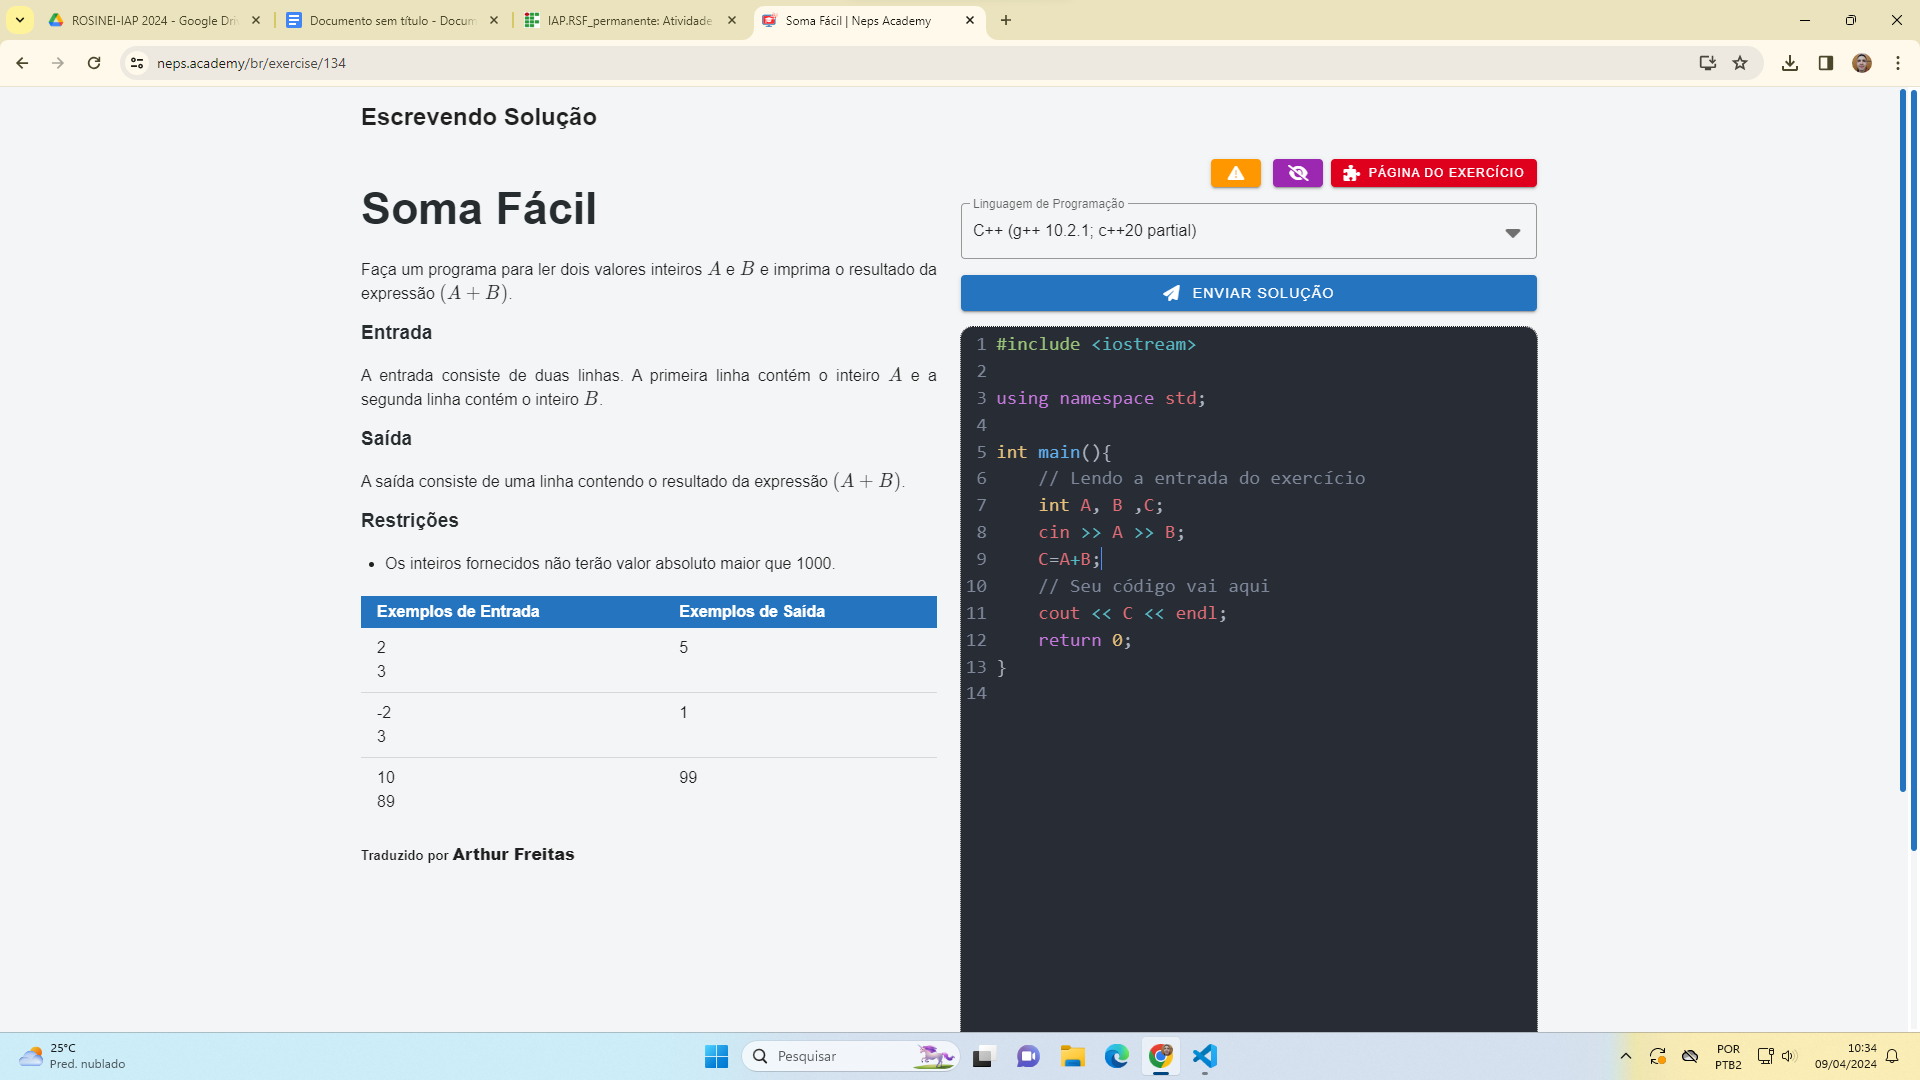 ROSINEI-IAP 2024 - Google Dri
Documento sem título - Docum
IAP.RSF_permanente: Atividade
Soma Fácil | Neps Academy
neps.academy/br/exercise/134
Escrevendo Solução
PÁGINA DO EXERCÍCIO
Soma Fácil
Linguagem de Programação
C++ (g++ 10.2.1; c++20 partial)
Faça um programa para ler dois valores inteiros A e B e imprima o resultado da
expressão (A + B).
ENVIAR SOLUÇÃO
Entrada
A entrada consiste de duas linhas. A primeira linha contém o inteiro A e a
segunda linha contém o inteiro B.
Saída
A saída consiste de uma linha contendo o resultado da expressão (A + B).
Restrições
• Os inteiros fornecidos não terão valor absoluto maior que 1000.
Exemplos de Entrada Exemplos de Saída
2 5
3
-2 1
3
10 99
89
Traduzido por Arthur Freitas
1 #include <iostream>
2
3 using namespace std;
4
5 int main(){
6     // Lendo a entrada do exercício
7     int A, B ,C;
8     cin >> A >> B;
9     C=A+B;
10     // Seu código vai aqui
11     cout << C << endl;
12     return 0;
13 }
14
25°C
Pred. nublado
Pesquisar
POR
PTB2
10:34
09/04/2024